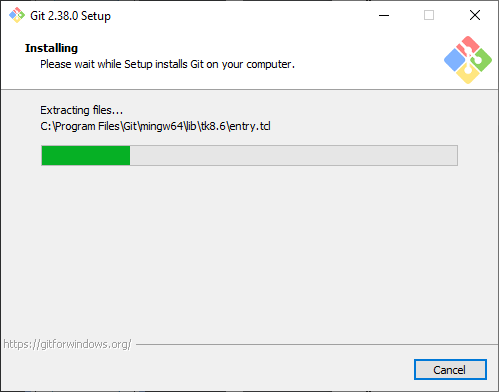 Git 2.38.0 Setup
Installing
Please wait while Setup installs Git on your computer.
Extracting files...
C:\Program Files\Git\mingw64\lib\tk8.6\entry.tcl
https://gitforwindows.org/
Cancel